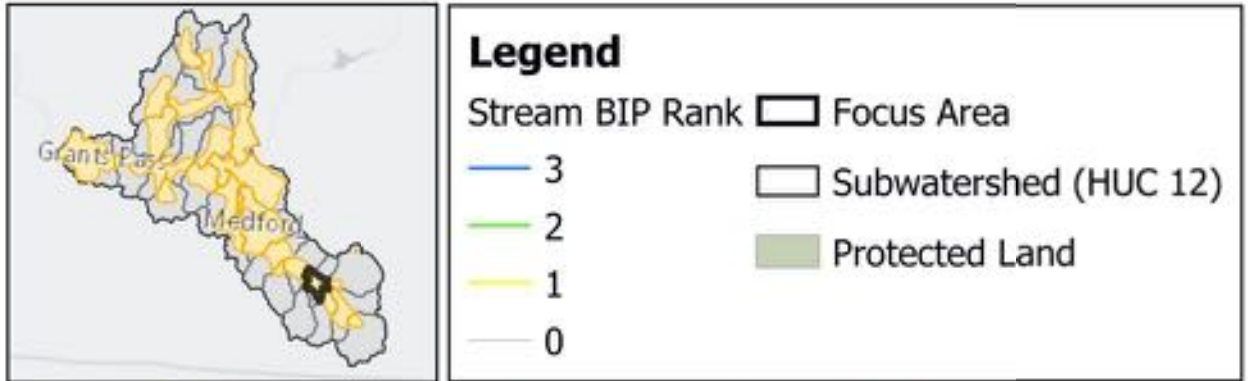 Grants Pass
Medford
Legend
Stream BIP Rank
3
2
1
0
Focus Area
Subwatershed (HUC 12)
Protected Land